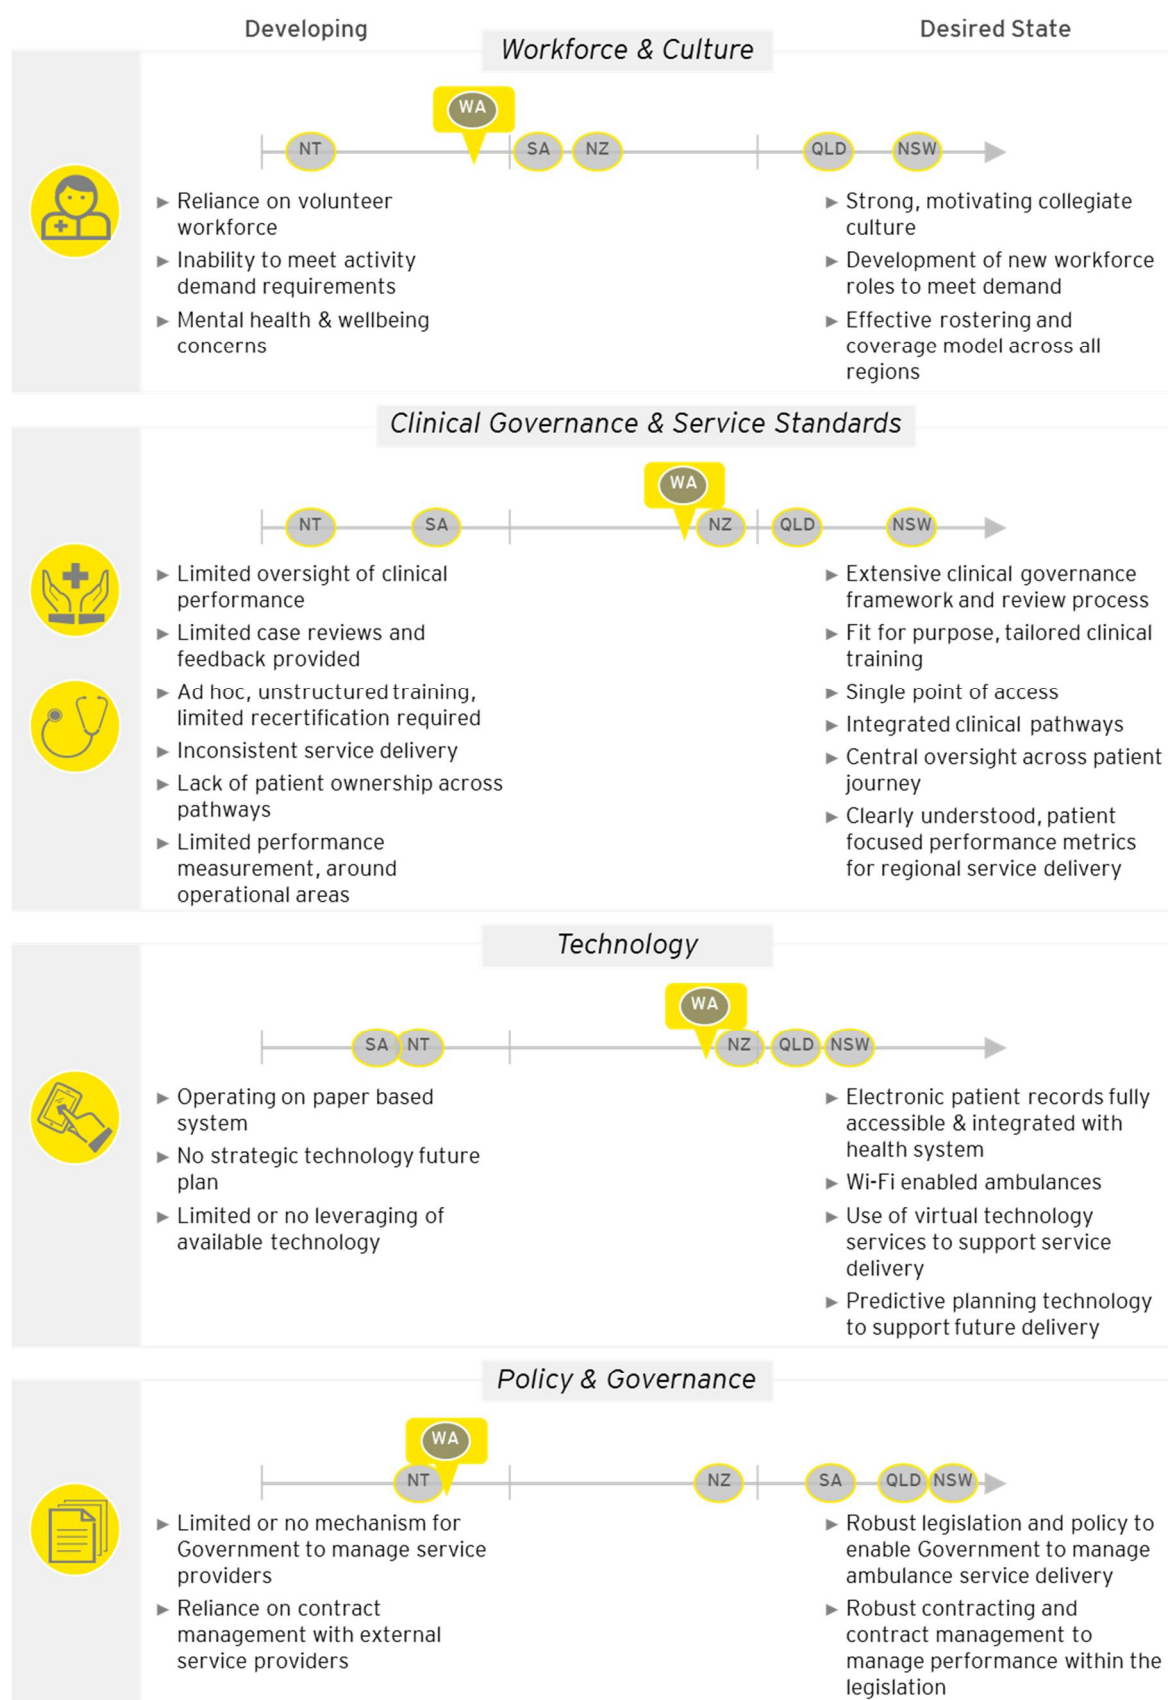 Developing
Desired State
Workforce & Culture
WA
NT
SA
NZ
QLD
NSW
► Reliance on volunteer
workforce
► Inability to meet activity
demand requirements
► Mental health & wellbeing
concerns
► Strong, motivating collegiate
culture
► Development of new workforce
roles to meet demand
► Effective rostering and
coverage model across all
regions
Clinical Governance & Service Standards
WA
NT
SA
NZ
QLD
NSW
► Limited oversight of clinical
performance
► Limited case reviews and
feedback provided
► Ad hoc, unstructured training,
limited recertification required
► Inconsistent service delivery
► Lack of patient ownership across
pathways
► Limited performance
measurement, around
operational areas
► Extensive clinical governance
framework and review process
► Fit for purpose, tailored clinical
training
► Single point of access
► Integrated clinical pathways
► Central oversight across patient
journey
► Clearly understood, patient
focused performance metrics
for regional service delivery
Technology
WA
SA
NT
NZ
QLD
NSW
► Operating on paper based
system
► No strategic technology future
plan
► Limited or no leveraging of
available technology
► Electronic patient records fully
accessible & integrated with
health system
► Wi-Fi enabled ambulances
► Use of virtual technology
services to support service
delivery
► Predictive planning technology
to support future delivery
Policy & Governance
WA
NT
NZ
SA
QLD
NSW
► Limited or no mechanism for
Government to manage service
providers
► Reliance on contract
management with external
service providers
► Robust legislation and policy to
enable Government to manage
ambulance service delivery
► Robust contracting and
contract management to
manage performance within the
legislation